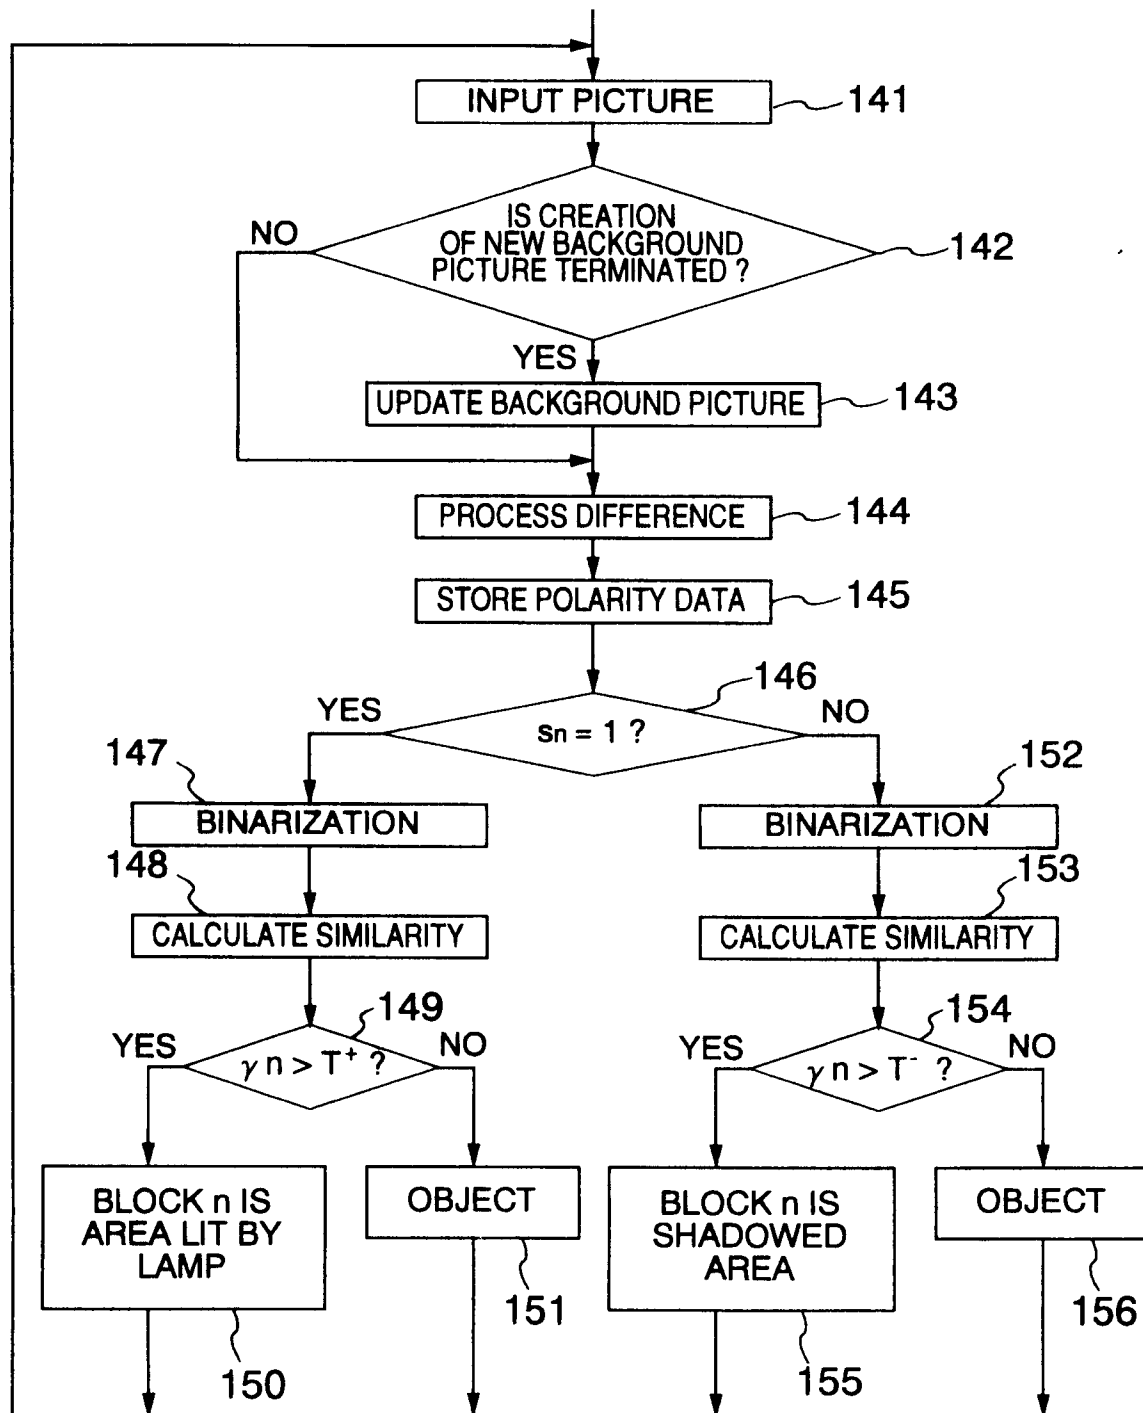 INPUT PICTURE
141
IS CREATION
OF NEW BACKGROUND
PICTURE TERMINATED ?
NO
142
YES
UPDATE BACKGROUND PICTURE
143
PROCESS DIFFERENCE
144
STORE POLARITY DATA
145
146
YES
sn = 1 ?
NO
147
BINARIZATION
152
BINARIZATION
148
CALCULATE SIMILARITY
153
CALCULATE SIMILARITY
149
YES
γ n > T⁺ ?
NO
154
YES
γ n > T⁻ ?
NO
BLOCK n IS
AREA LIT BY
LAMP
150
OBJECT
151
BLOCK n IS
SHADOWED
AREA
155
OBJECT
156